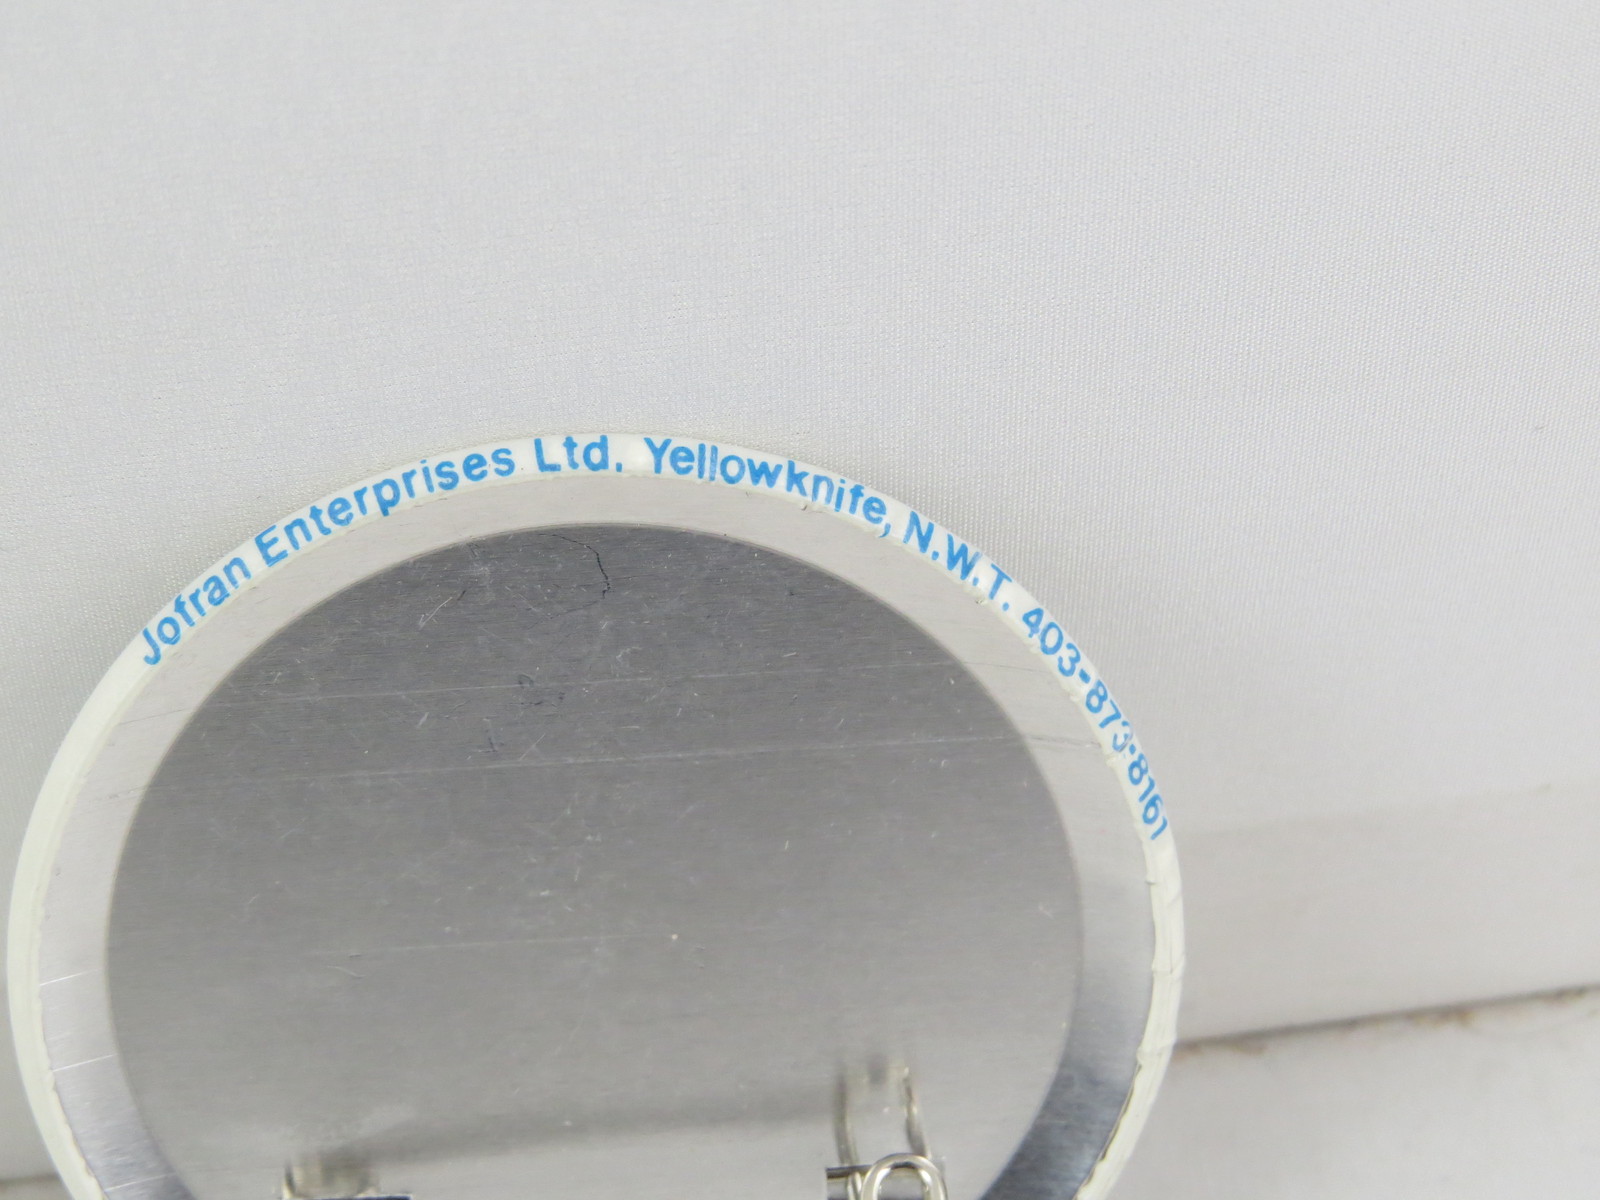 Jofran Enterprises Ltd. Yellowknife, N.W.T. 403-873-8161